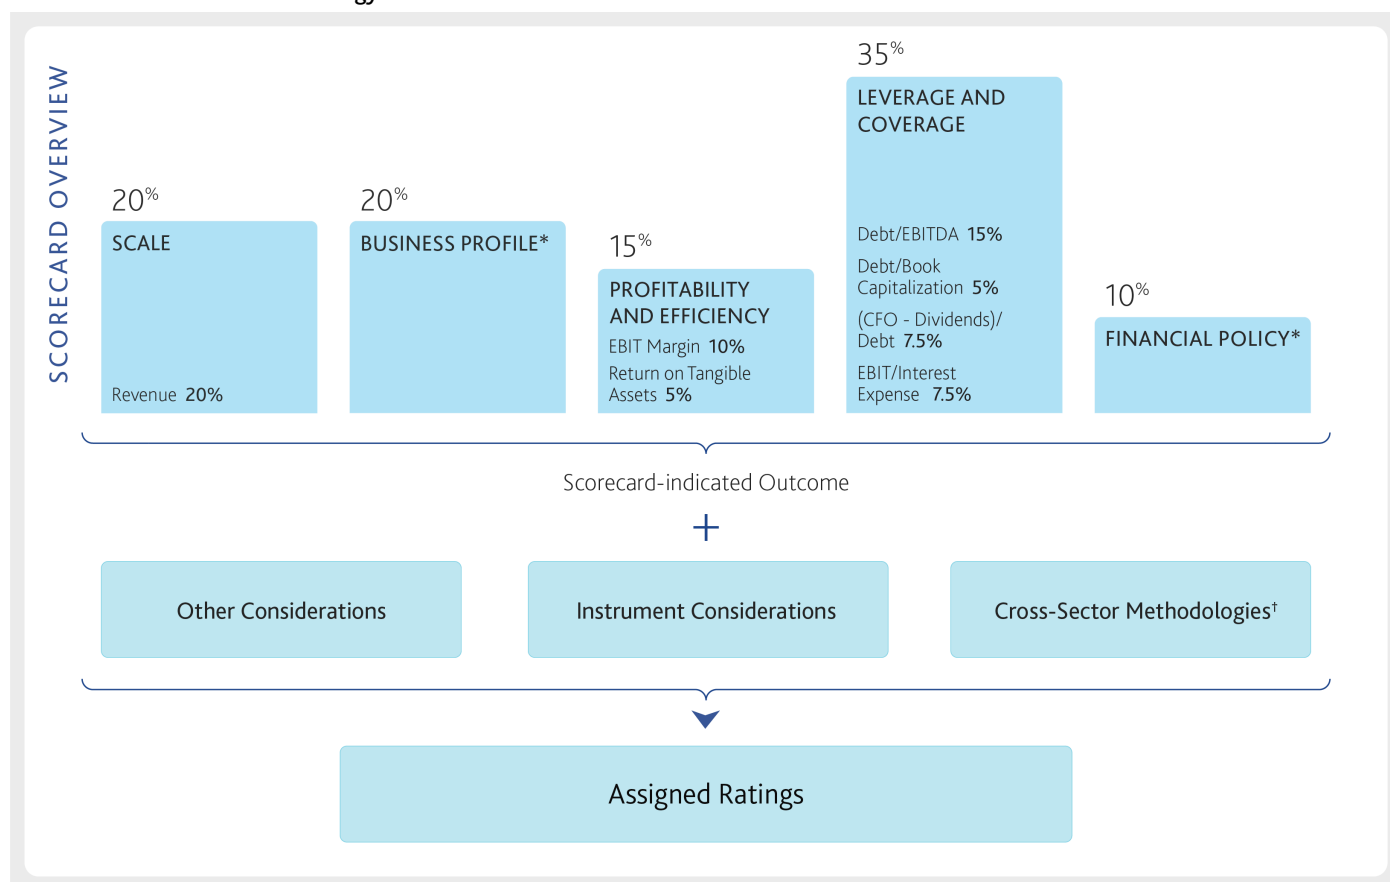 SCORECARD OVERVIEW
20%
SCALE
Revenue 20%
20%
BUSINESS PROFILE*
15%
PROFITABILITY
AND EFFICIENCY
EBIT Margin 10%
Return on Tangible
Assets 5%
35%
LEVERAGE AND
COVERAGE
Debt/EBITDA 15%
Debt/Book
Capitalization 5%
(CFO - Dividends)/
Debt 7.5%
EBIT/Interest
Expense 7.5%
10%
FINANCIAL POLICY*
Scorecard-indicated Outcome
+
Other Considerations
Instrument Considerations
Cross-Sector Methodologies†
Assigned Ratings